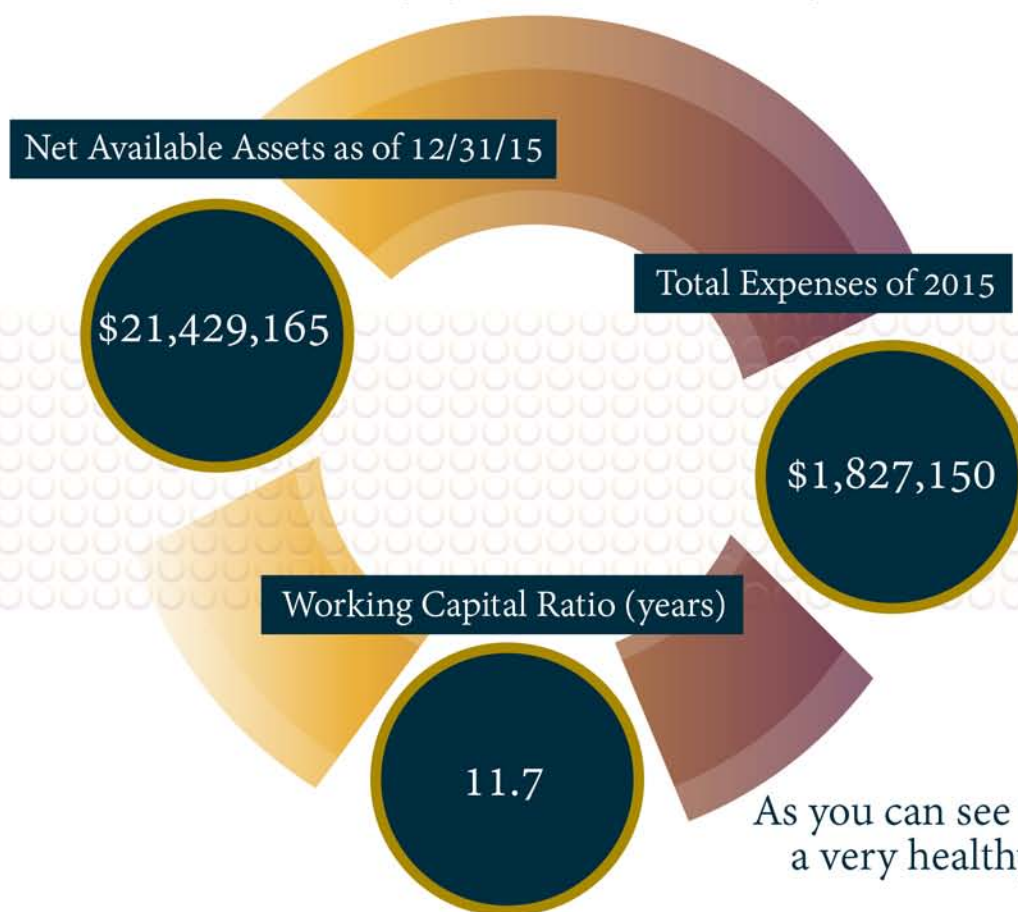 Net Available Assets as of 12/31/15
$21,429,165
Total Expenses of 2015
$1,827,150
Working Capital Ratio (years)
11.7
As you can see
a very health